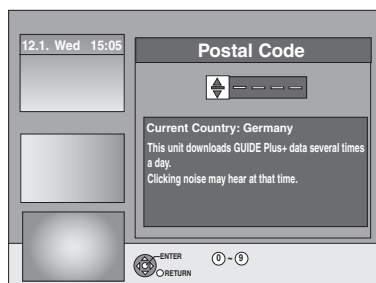 12.1. Wed 15:05
Postal Code
– – – –
Current Country: Germany
This unit downloads GUIDE Plus+ data several times
a day.
Clicking noise may hear at that time.
ENTER
RETURN
0 ~ 9